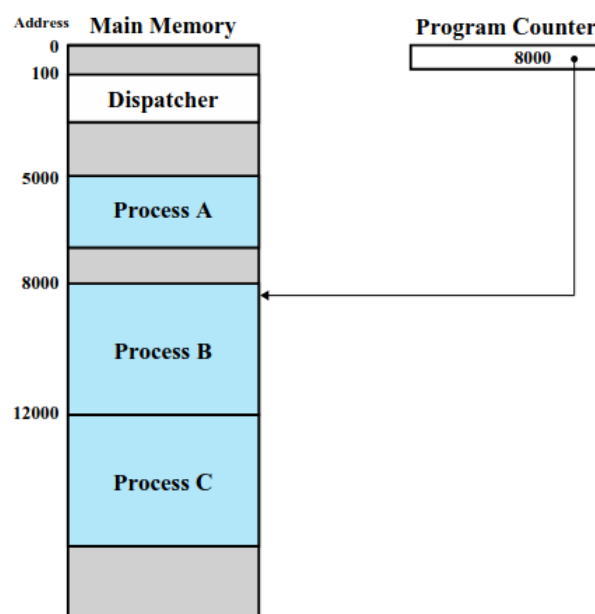 Address
Main Memory
Program Counter
0
8000
100
Dispatcher
5000
Process A
8000
Process B
12000
Process C